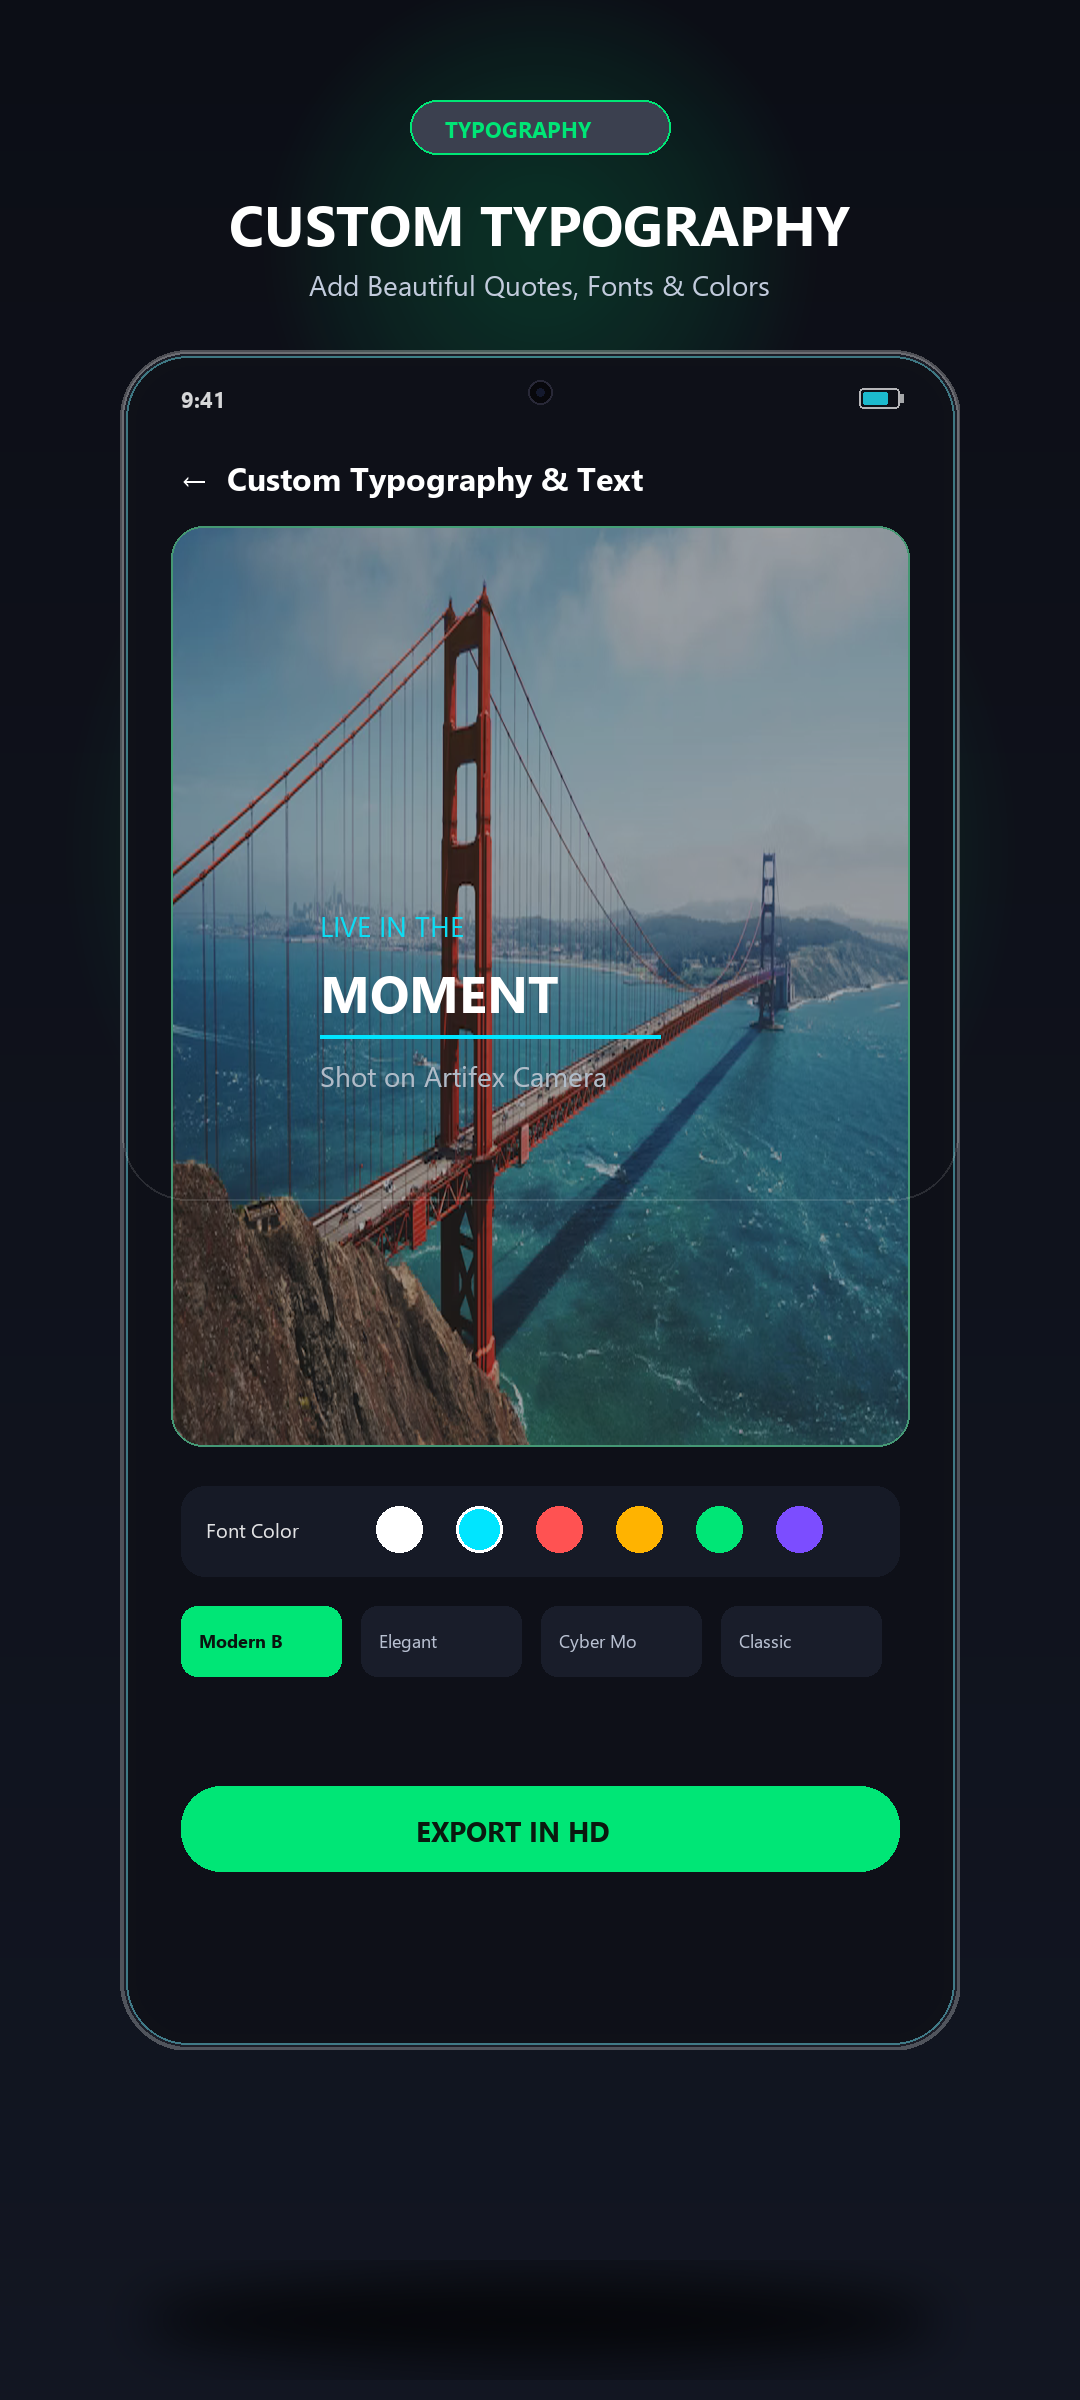 TYPOGRAPHY
CUSTOM TYPOGRAPHY
Add Beautiful Quotes, Fonts & Colors
9:41
← Custom Typography & Text
LIVE IN THE
MOMENT
Shot on Artifex Camera
Font Color
Modern B
Elegant
Cyber Mo
Classic
EXPORT IN HD